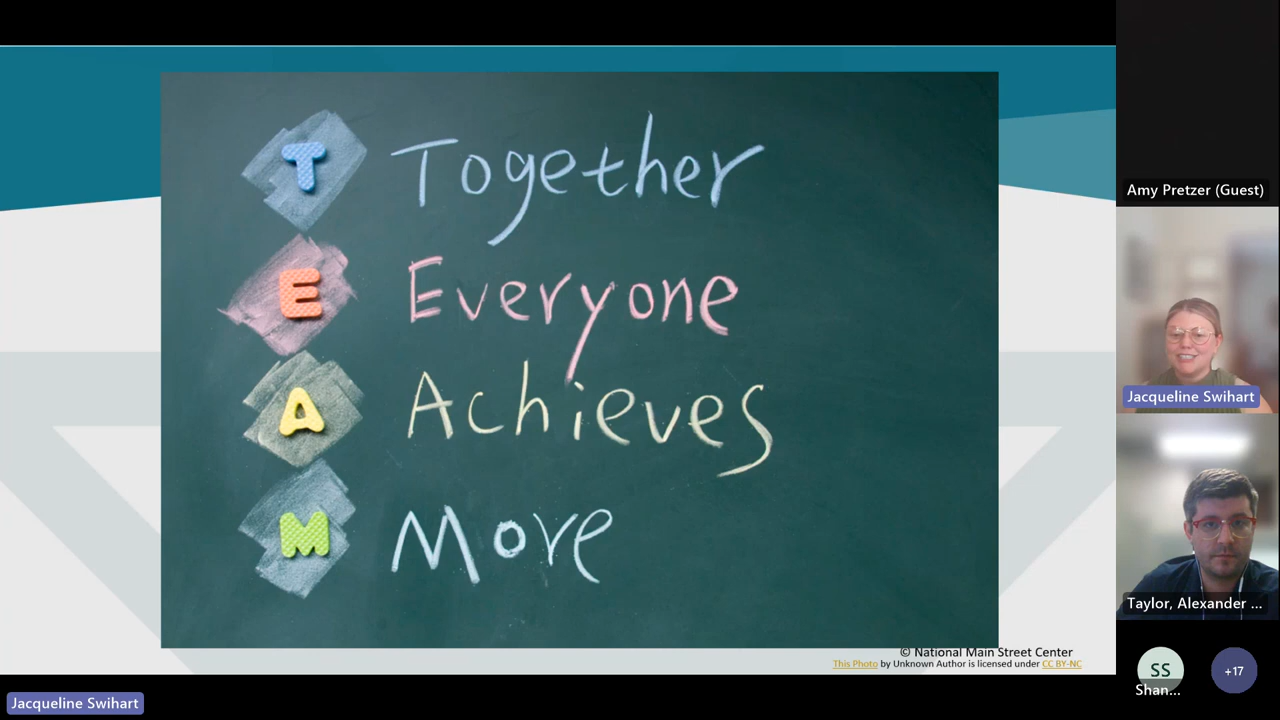 T Together
E Everyone
A Achieves
M More
© National Main Street Center
This Photo by Unknown Author is licensed under CC BY-NC
Amy Pretzer (Guest)
Jacqueline Swihart
Taylor, Alexander ...
SS
Shan...
+17
Jacqueline Swihart